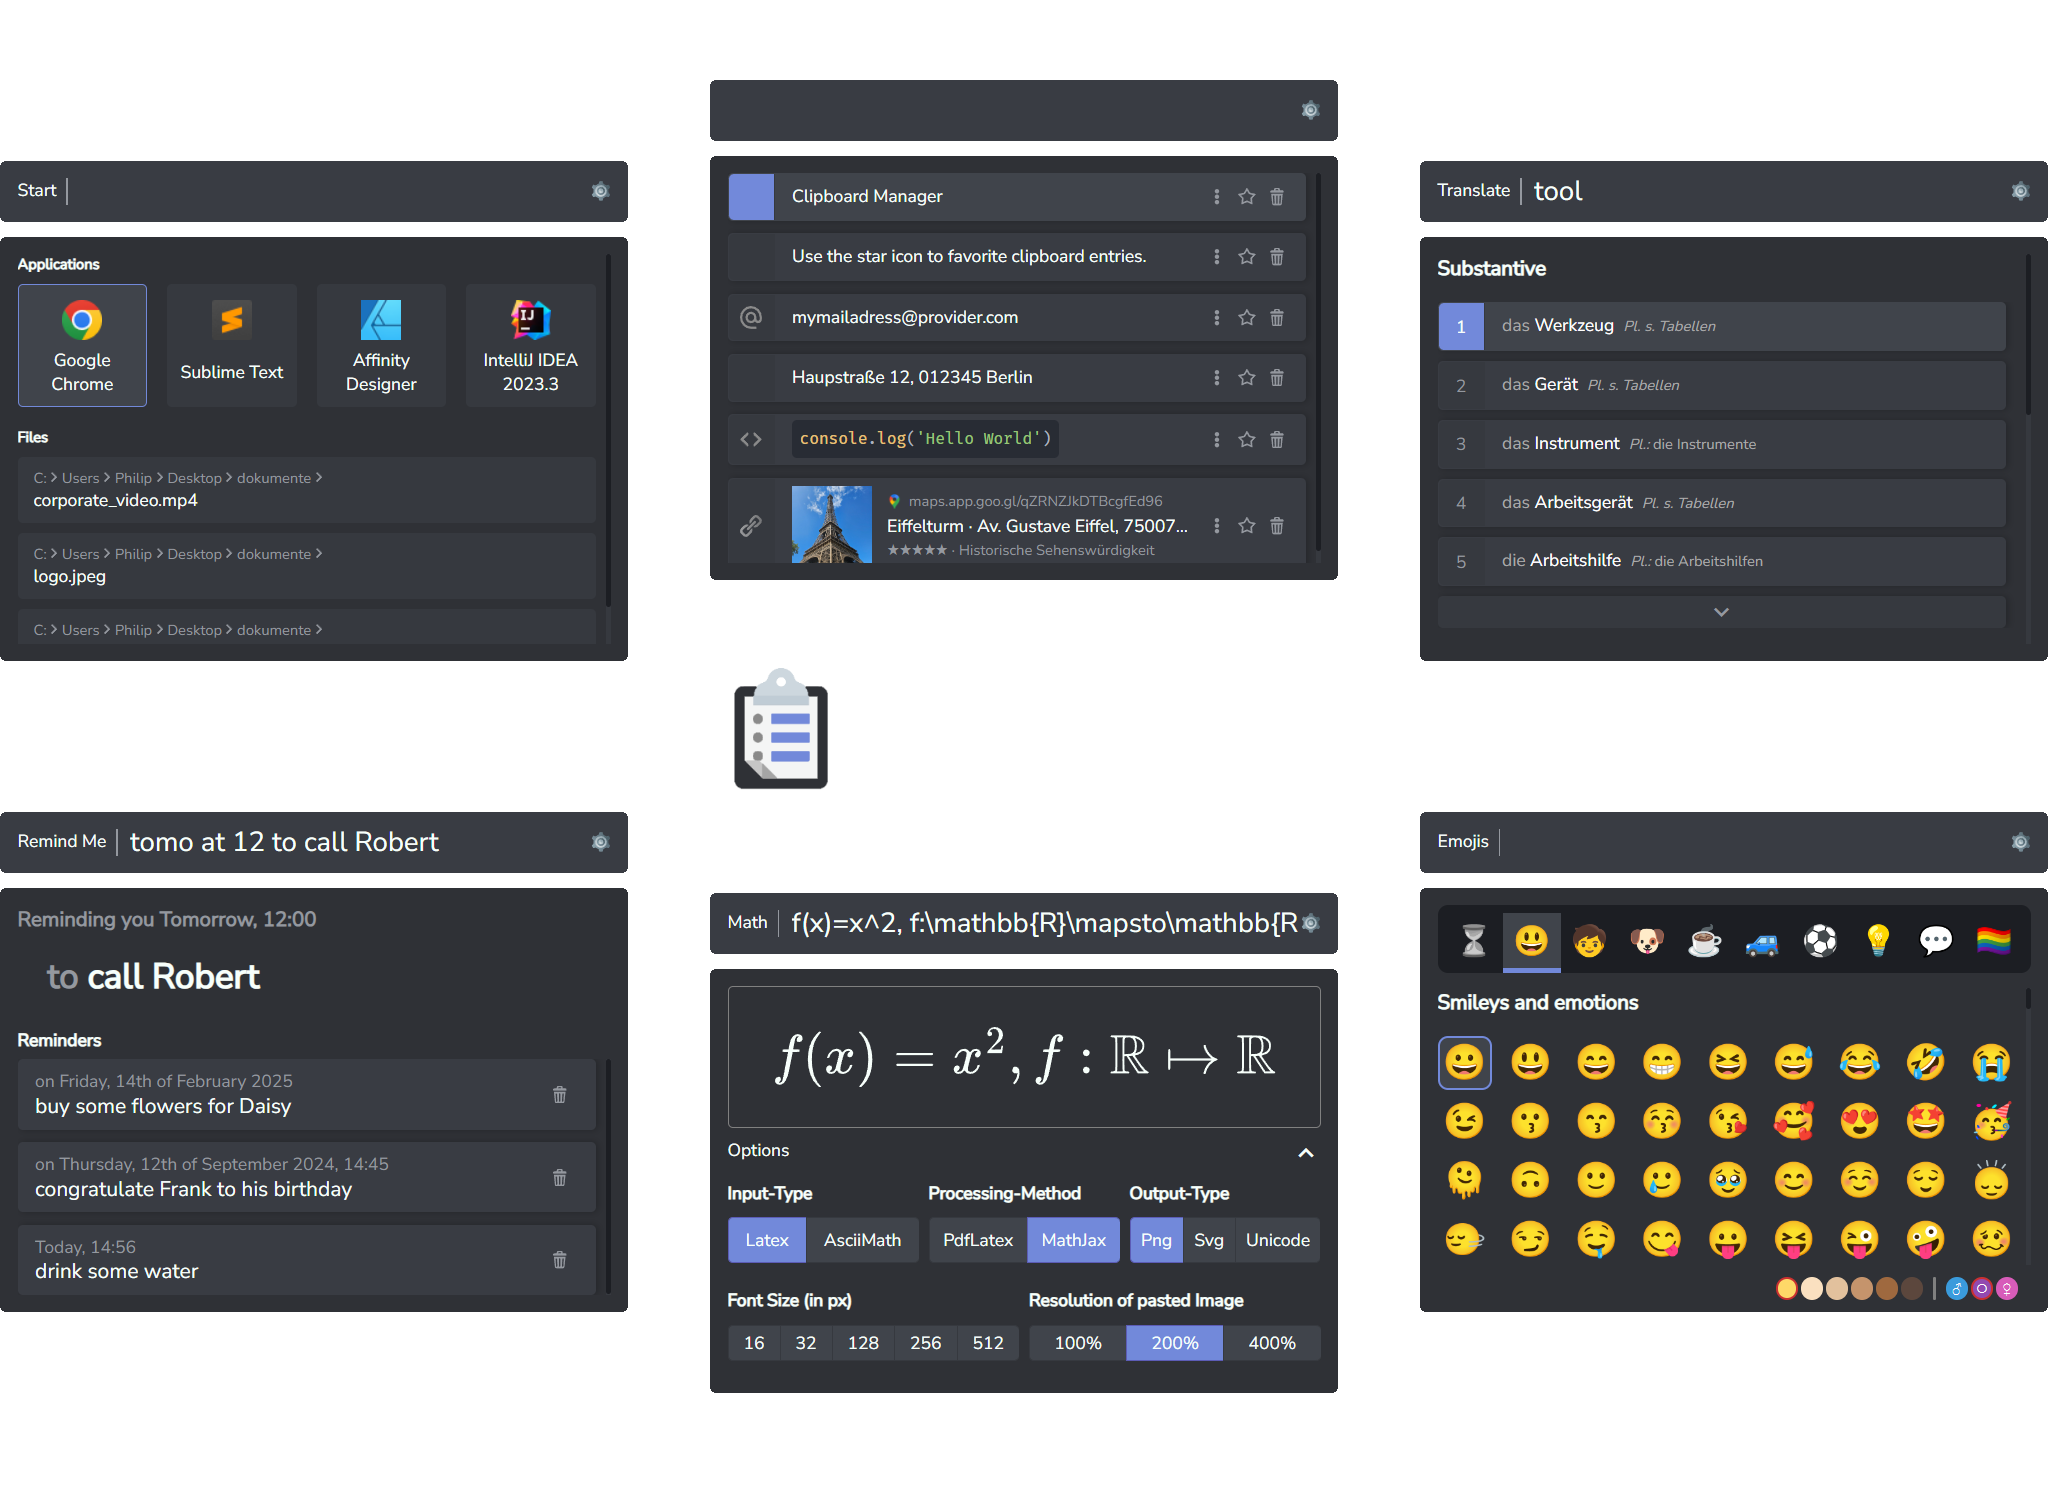 Start
Applications
Google
Chrome
Sublime Text
Affinity
Designer
IntelliJ IDEA
2023.3
Files
C: > Users > Philip > Desktop > dokumente >
corporate_video.mp4
C: > Users > Philip > Desktop > dokumente >
logo.jpeg
C: > Users > Philip > Desktop > dokumente >
Clipboard Manager
Use the star icon to favorite clipboard entries.
@ mymailadress@provider.com
Haupstraße 12, 012345 Berlin
<> console.log('Hello World')
maps.app.goo.gl/qZRNZJkDTBcgfEd96
Eiffelturm · Av. Gustave Eiffel, 75007...
★★★★★ · Historische Sehenswürdigkeit
Translate tool
Substantive
1 das Werkzeug Pl. s. Tabellen
2 das Gerät Pl. s. Tabellen
3 das Instrument Pl.: die Instrumente
4 das Arbeitsgerät Pl. s. Tabellen
5 die Arbeitshilfe Pl.: die Arbeitshilfen
Remind Me tomo at 12 to call Robert
Reminding you Tomorrow, 12:00
to call Robert
Reminders
on Friday, 14th of February 2025
buy some flowers for Daisy
on Thursday, 12th of September 2024, 14:45
congratulate Frank to his birthday
Today, 14:56
drink some water
Math f(x)=x^2, f:\mathbb{R}\mapsto\mathbb{R
f(x) = x², f : ℝ ↦ ℝ
Options
Input-Type Processing-Method Output-Type
Latex AsciiMath PdfLatex MathJax Png Svg Unicode
Font Size (in px) Resolution of pasted Image
16 32 128 256 512 100% 200% 400%
Emojis
Smileys and emotions